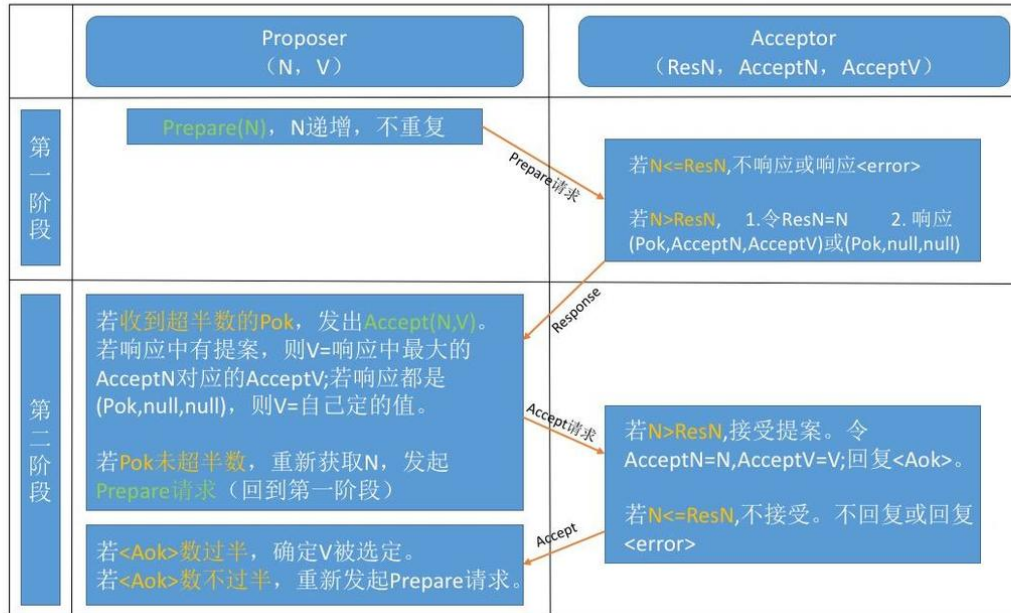 Proposer
（N，V）
Acceptor
（ResN，AcceptN，AcceptV）
第一阶段
Prepare(N)，N递增，不重复
Prepare请求
若N<=ResN,不响应或响应<error>
若N>ResN, 1.令ResN=N 2. 响应
(Pok,AcceptN,AcceptV)或(Pok,null,null)
Response
第二阶段
若收到超半数的Pok，发出Accept(N,V)。
若响应中有提案，则V=响应中最大的
AcceptN对应的AcceptV;若响应都是
(Pok,null,null)，则V=自己定的值。
若Pok未超半数，重新获取N，发起
Prepare请求（回到第一阶段）
Accept请求
若N>ResN,接受提案。令
AcceptN=N,AcceptV=V;回复<Aok>。
若N<=ResN,不接受。不回复或回复
<error>
Accept
若<Aok>数过半，确定V被选定。
若<Aok>数不过半，重新发起Prepare请求。